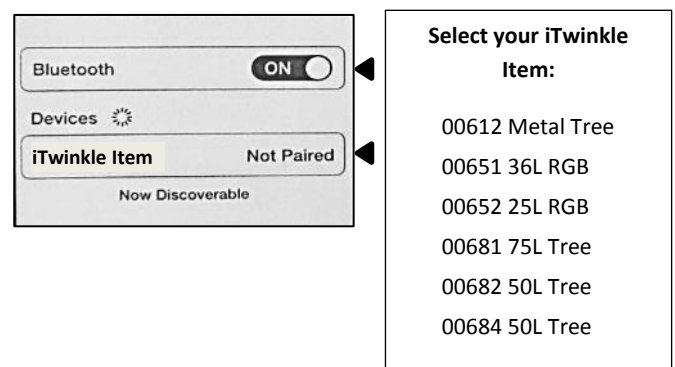 Bluetooth ON
Devices
iTwinkle Item Not Paired
Now Discoverable
Select your iTwinkle
Item:
00612 Metal Tree
00651 36L RGB
00652 25L RGB
00681 75L Tree
00682 50L Tree
00684 50L Tree